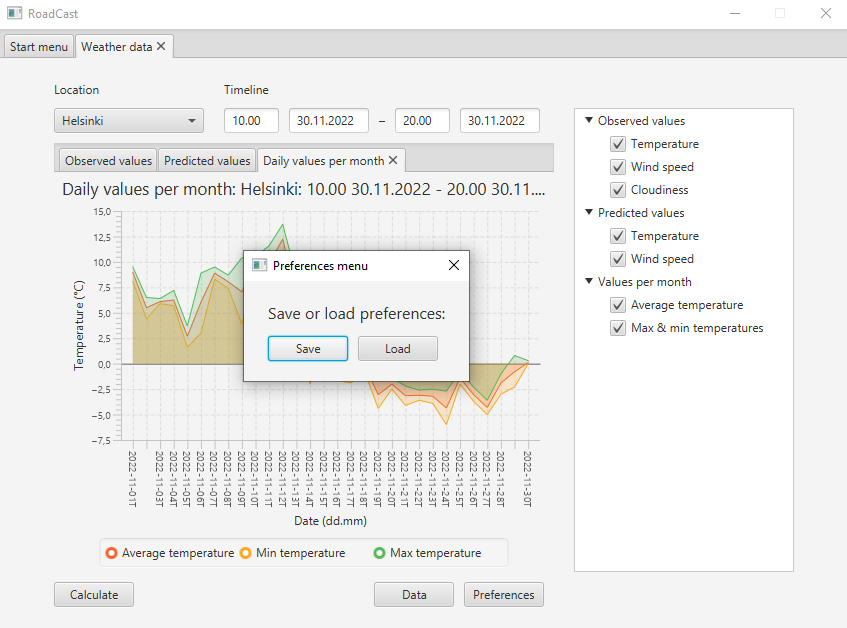 RoadCast
Start menu
Weather data
Location
Timeline
Helsinki
10.00
30.11.2022
–
20.00
30.11.2022
Observed values
Predicted values
Daily values per month
Daily values per month: Helsinki: 10.00 30.11.2022 - 20.00 30.11....
Temperature (°C)
15,0
12,5
10,0
7,5
5,0
2,5
0,0
-2,5
-5,0
-7,5
2022-11-01T
2022-11-03T
2022-11-04T
2022-11-05T
2022-11-06T
2022-11-07T
2022-11-08T
2022-11-09T
2022-11-10T
2022-11-11T
2022-11-12T
2022-11-13T
2022-11-14T
2022-11-15T
2022-11-16T
2022-11-17T
2022-11-18T
2022-11-19T
2022-11-20T
2022-11-21T
2022-11-22T
2022-11-23T
2022-11-24T
2022-11-25T
2022-11-26T
2022-11-27T
2022-11-28T
2022-11-30T
Date (dd.mm)
Average temperature
Min temperature
Max temperature
Calculate
Data
Preferences
Preferences menu
Save or load preferences:
Save
Load
Observed values
Temperature
Wind speed
Cloudiness
Predicted values
Temperature
Wind speed
Values per month
Average temperature
Max & min temperatures